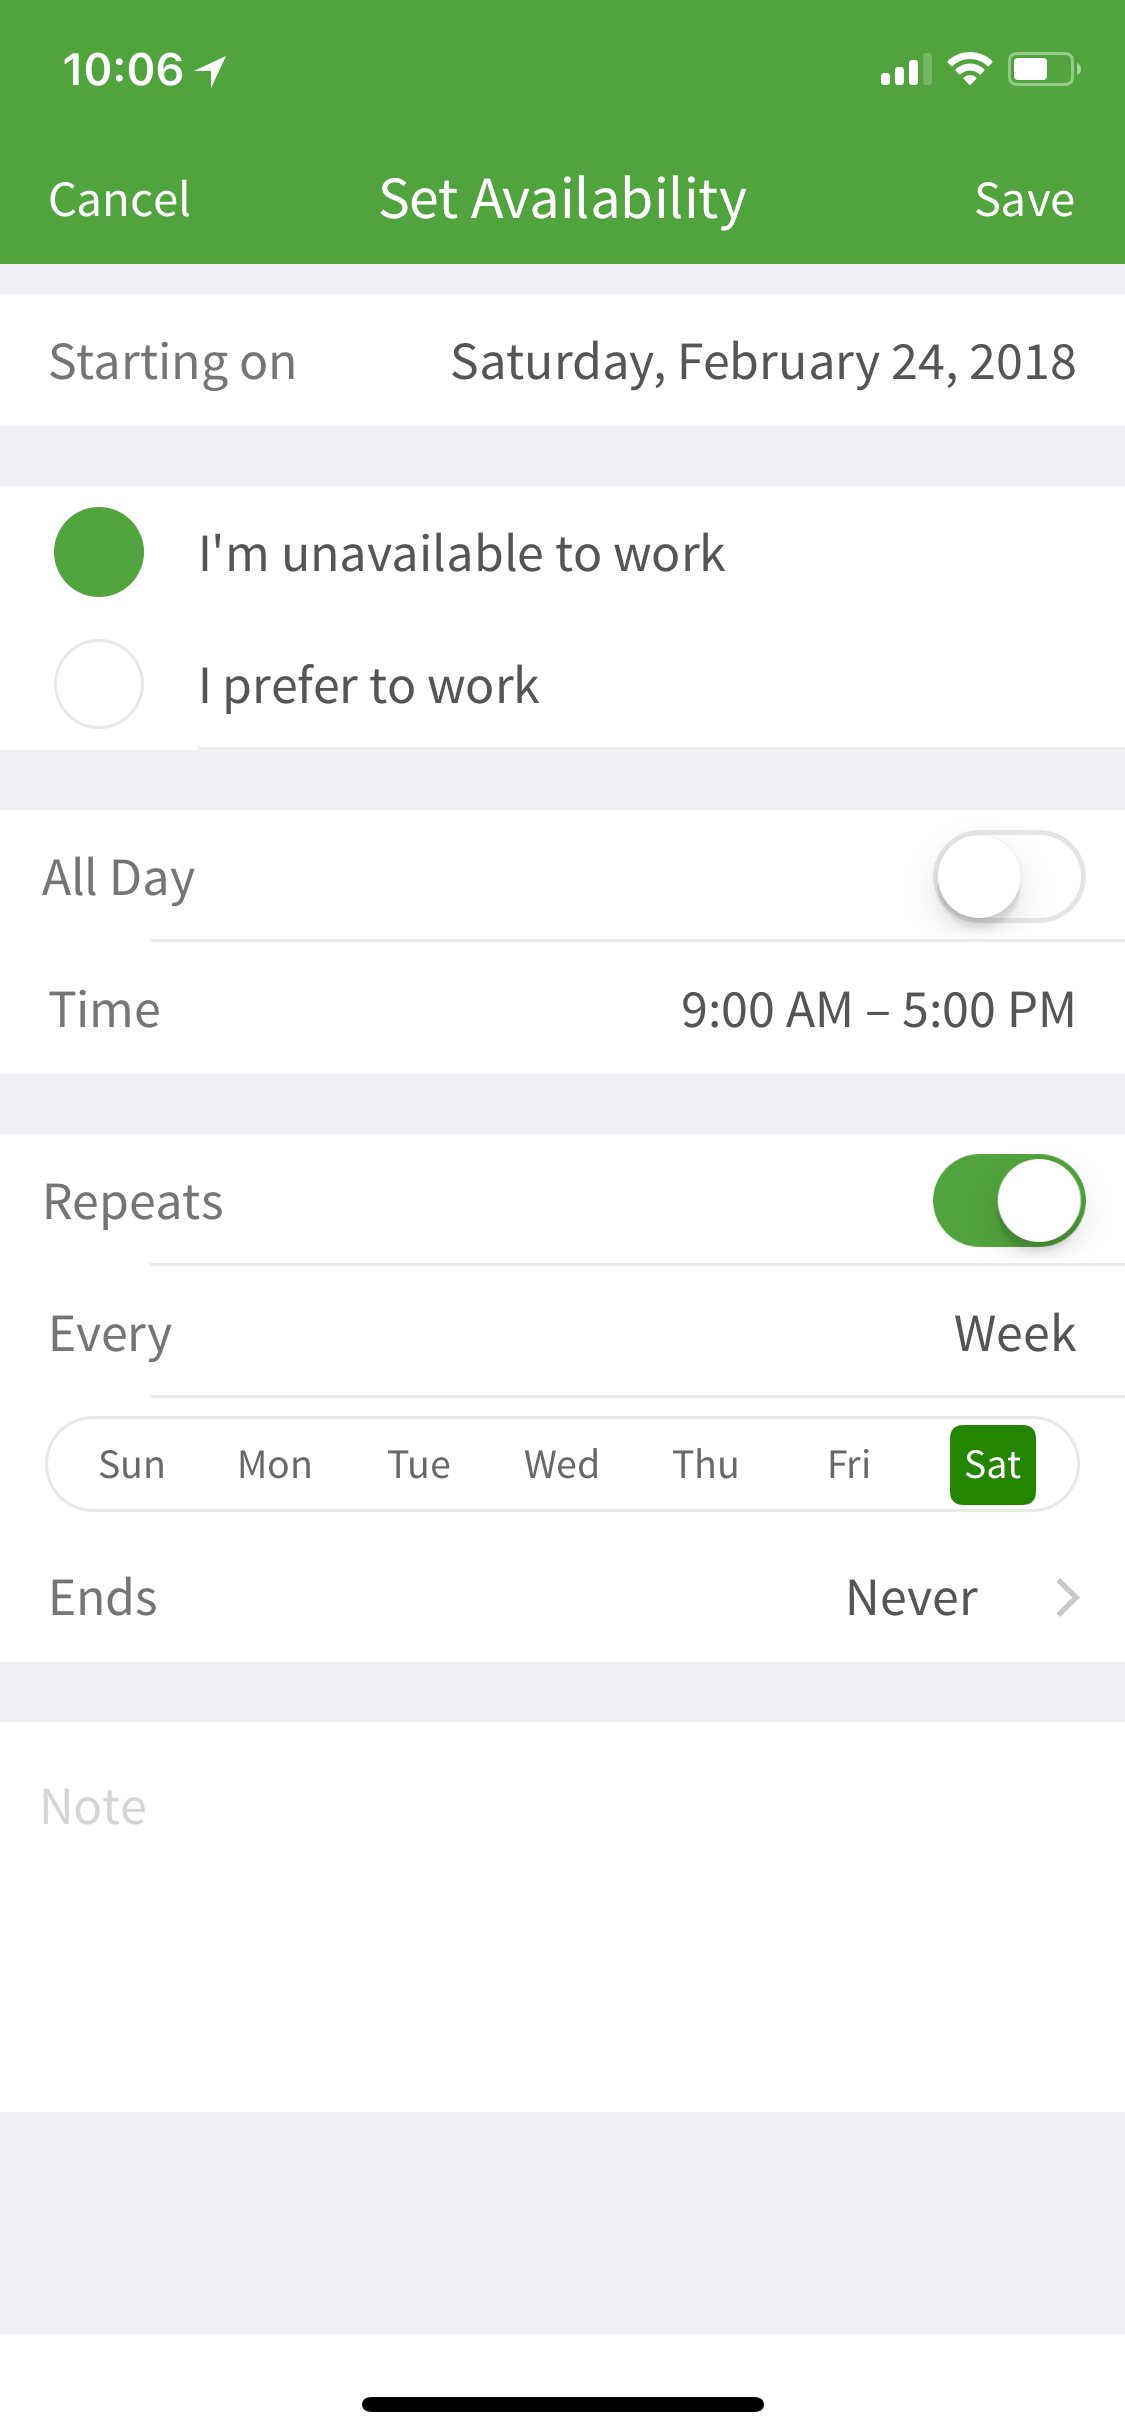 10:06
Cancel Set Availability Save
Starting on Saturday, February 24, 2018
I'm unavailable to work
I prefer to work
All Day
Time 9:00 AM – 5:00 PM
Repeats
Every Week
Sun Mon Tue Wed Thu Fri Sat
Ends Never
Note